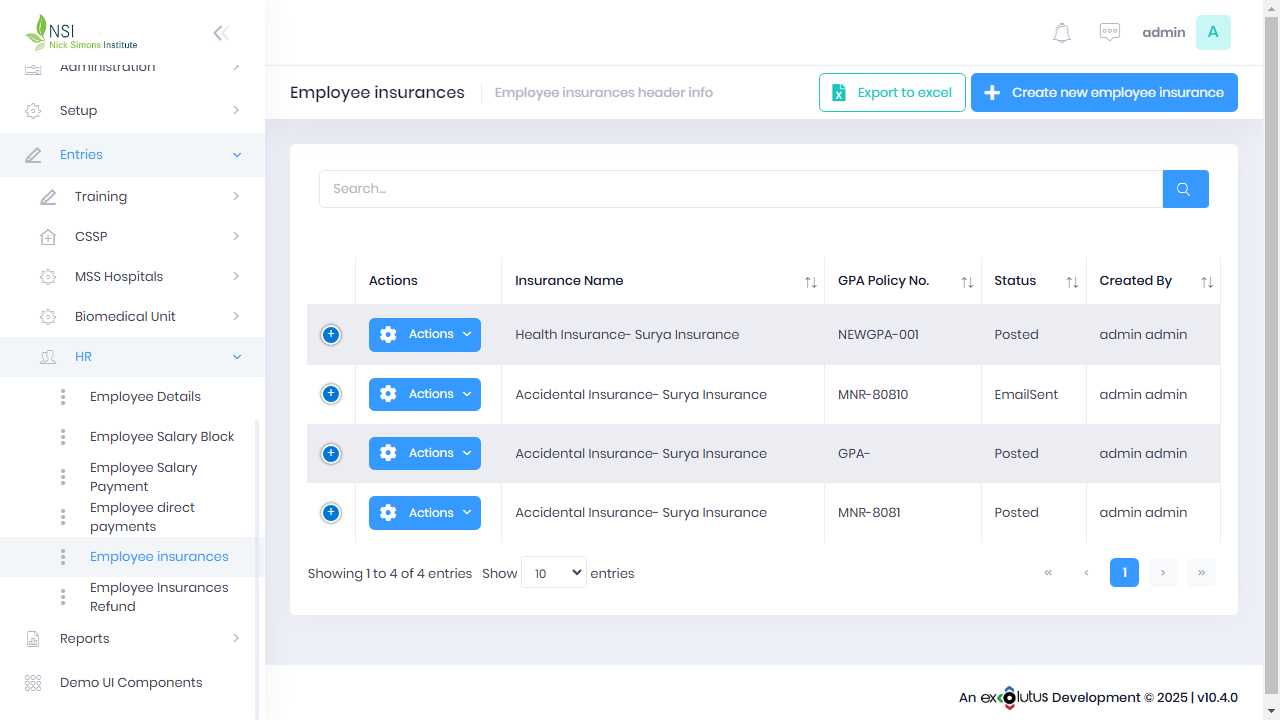 NSI
Nick Simons Institute
admin
A
Administration
Setup
Entries
Training
CSSP
MSS Hospitals
Biomedical Unit
HR
Employee Details
Employee Salary Block
Employee Salary
Payment
Employee direct
payments
Employee insurances
Employee Insurances
Refund
Reports
Demo UI Components
Employee insurances
Employee insurances header info
Export to excel
Create new employee insurance
Search...
Actions Insurance Name GPA Policy No. Status Created By
Actions Health Insurance- Surya Insurance NEWGPA-001 Posted admin admin
Actions Accidental Insurance- Surya Insurance MNR-80810 EmailSent admin admin
Actions Accidental Insurance- Surya Insurance GPA- Posted admin admin
Actions Accidental Insurance- Surya Insurance MNR-8081 Posted admin admin
Showing 1 to 4 of 4 entries Show 10 entries
« ‹ 1 › »
An excolutus Development © 2025 | v10.4.0